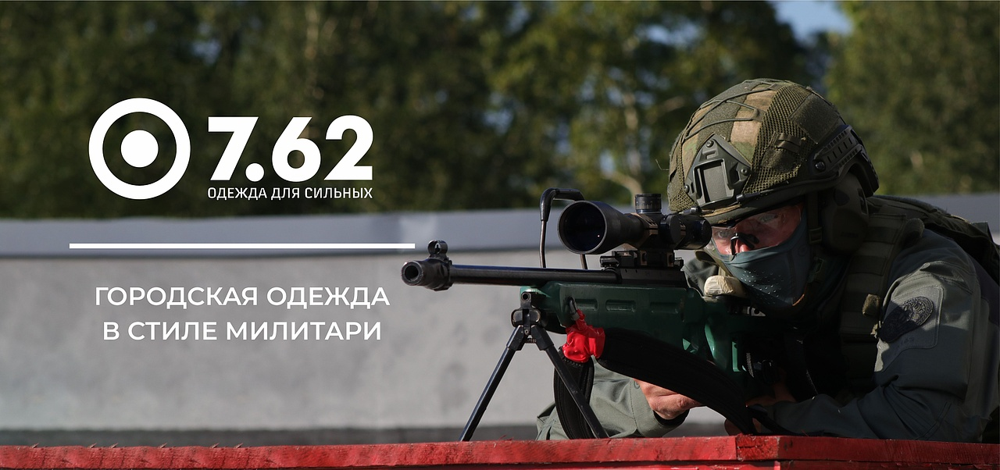 7.62
ОДЕЖДА ДЛЯ СИЛЬНЫХ
ГОРОДСКАЯ ОДЕЖДА
В СТИЛЕ МИЛИТАРИ